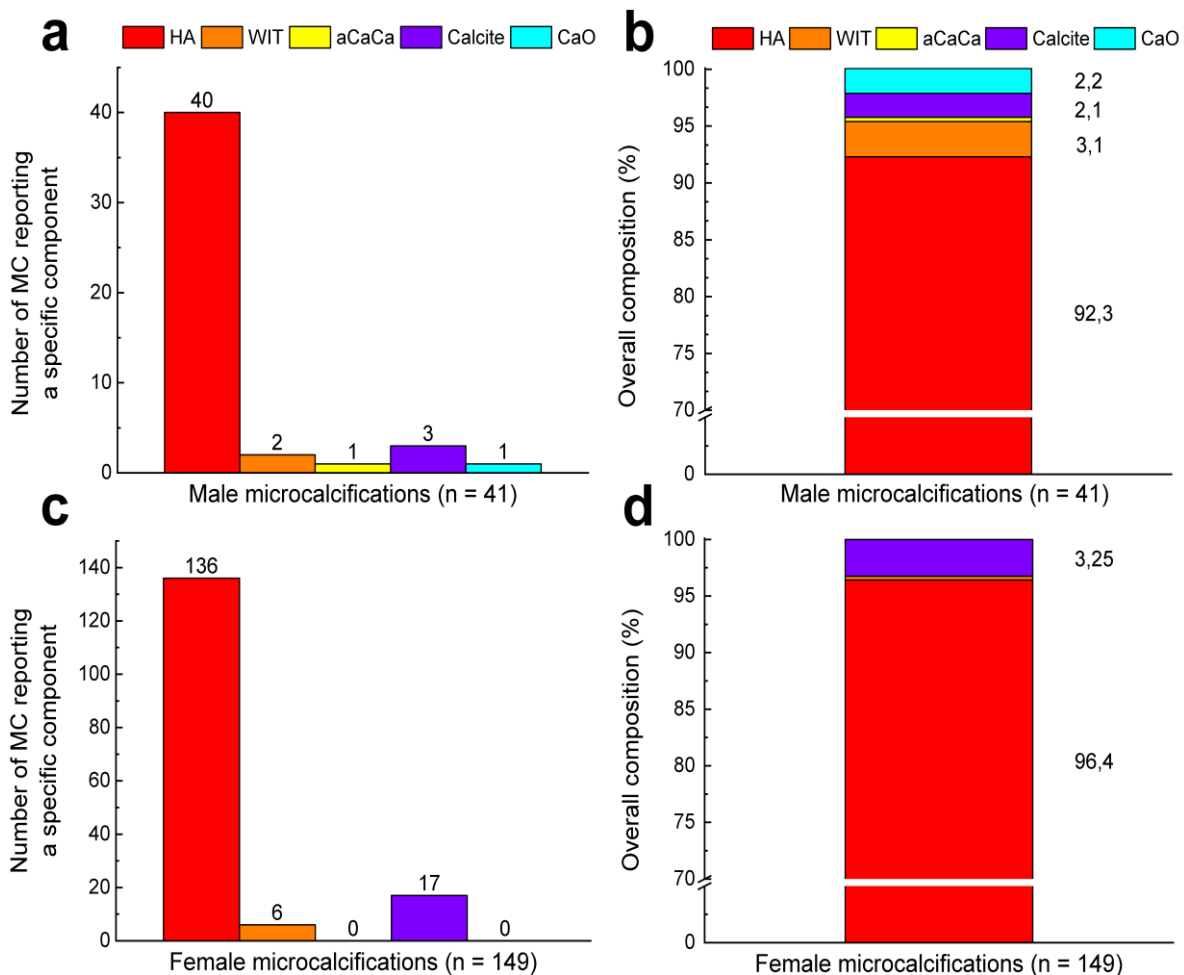 a
HA WIT aCaCa Calcite CaO
Number of MC reporting
a specific component
40
30
20
10
0
40
2
1
3
1
Male microcalcifications (n = 41)
b
HA WIT aCaCa Calcite CaO
Overall composition (%)
100
95
90
85
80
75
70
0
2,2
2,1
3,1
92,3
Male microcalcifications (n = 41)
c
Number of MC reporting
a specific component
140
120
100
80
60
40
20
0
136
6
0
17
0
Female microcalcifications (n = 149)
d
Overall composition (%)
100
95
90
85
80
75
70
0
3,25
96,4
Female microcalcifications (n = 149)